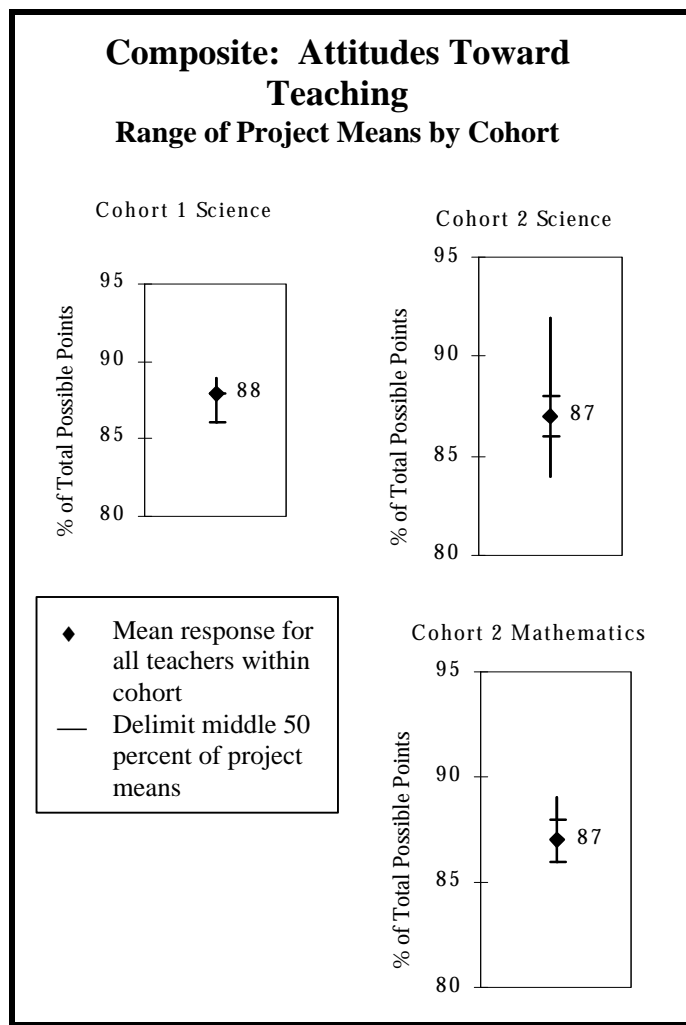 Composite: Attitudes Toward
Teaching
Range of Project Means by Cohort
Cohort 1 Science
% of Total Possible Points
95
90
85
80
88
Cohort 2 Science
% of Total Possible Points
95
90
85
80
87
♦ Mean response for
all teachers within
cohort
— Delimit middle 50
percent of project
means
Cohort 2 Mathematics
% of Total Possible Points
95
90
85
80
87